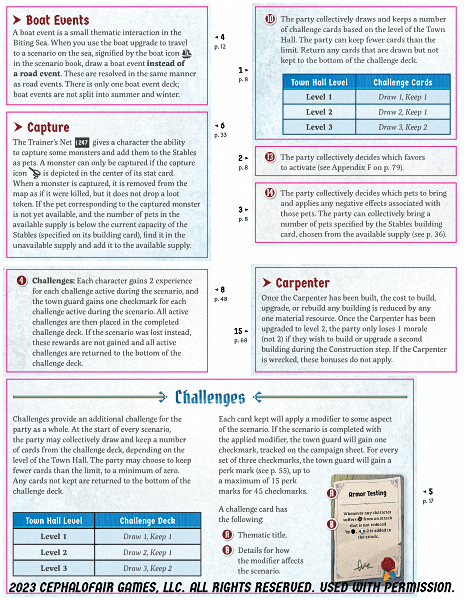 ➤ Boat Events
A boat event is a small thematic interaction in the
Biting Sea. When you use the boat upgrade to travel
to a scenario on the sea, signified by the boat icon
in the scenario book, draw a boat event instead of
a road event. These are resolved in the same manner
as road events. There is only one boat event deck;
boat events are not split into summer and winter.
4
p. 12
➤ Capture
The Trainer's Net 247 gives a character the ability
to capture some monsters and add them to the Stables
as pets. A monster can only be captured if the capture
icon is depicted in the center of its stat card.
When a monster is captured, it is removed from the
map as if it were killed, but it does not drop a loot
token. If the pet corresponding to the captured monster
is not yet available, and the number of pets in the
available supply is below the current capacity of the
Stables (specified on its building card), find it in the
unavailable supply and add it to the available supply.
6
p. 33
4 Challenges: Each character gains 2 experience
for each challenge active during the scenario, and
the town guard gains one checkmark for each
challenge active during the scenario. All active
challenges are then placed in the completed
challenge deck. If the scenario was lost instead,
these rewards are not gained and all active
challenges are returned to the bottom of the
challenge deck.
8
p. 48
1
p. 8
10 The party collectively draws and keeps a number
of challenge cards based on the level of the Town
Hall. The party can keep fewer cards than the
limit. Return any cards that are drawn but not
kept to the bottom of the challenge deck.
Town Hall Level Challenge Cards
Level 1 Draw 1, Keep 1
Level 2 Draw 2, Keep 1
Level 3 Draw 3, Keep 2
2
p. 8
13 The party collectively decides which favors
to activate (see Appendix F on p. 79).
3
p. 8
14 The party collectively decides which pets to bring
and applies any negative effects associated with
those pets. The party can collectively bring a
number of pets specified by the Stables building
card, chosen from the available supply (see p. 36).
15
p. 68
➤ Carpenter
Once the Carpenter has been built, the cost to build,
upgrade, or rebuild any building is reduced by any
one material resource. Once the Carpenter has been
upgraded to level 2, the party only loses 1 morale
(not 2) if they wish to build or upgrade a second
building during the Construction step. If the Carpenter
is wrecked, these bonuses do not apply.
Challenges
Challenges provide an additional challenge for the
party as a whole. At the start of every scenario,
the party may collectively draw and keep a number
of cards from the challenge deck, depending on the
level of the Town Hall. The party may choose to keep
fewer cards than the limit, to a minimum of zero.
Any cards not kept are returned to the bottom of the
challenge deck.
Town Hall Level Challenge Deck
Level 1 Draw 1, Keep 1
Level 2 Draw 2, Keep 1
Level 3 Draw 3, Keep 2
Each card kept will apply a modifier to some aspect
of the scenario. If the scenario is completed with
the applied modifier, the town guard will gain one
checkmark, tracked on the campaign sheet. For every
set of three checkmarks, the town guard will gain a
perk mark (see p. 55), up to
a maximum of 15 perk
marks for 45 checkmarks.
A challenge card has
the following:
A Thematic title.
B Details for how
the modifier affects
the scenario.
A
B
Armor Testing
Whenever any character
5
p. 17
2023 CEPHALOFAIR GAMES, LLC. ALL RIGHTS RESERVED. USED WITH PERMISSION.